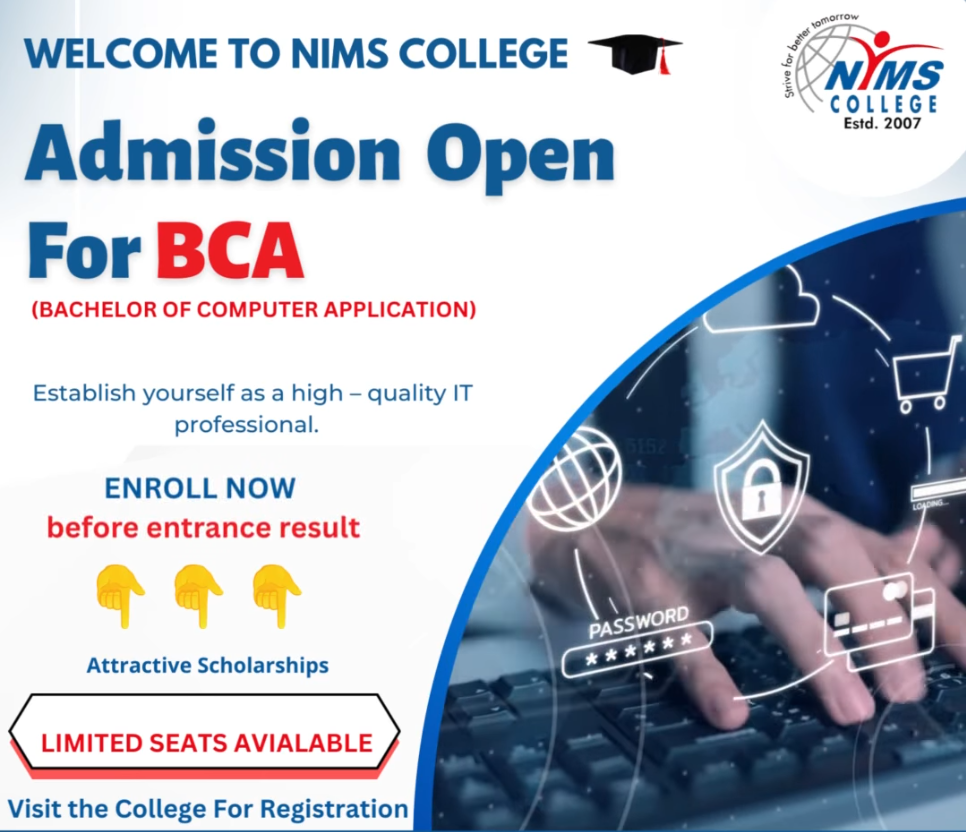 WELCOME TO NIMS COLLEGE
Strive for better tomorrow
NIMS
COLLEGE
Estd. 2007
Admission Open
For BCA
(BACHELOR OF COMPUTER APPLICATION)
Establish yourself as a high – quality IT
professional.
ENROLL NOW
before entrance result
Attractive Scholarships
LIMITED SEATS AVIALABLE
Visit the College For Registration
LOADING...
PASSWORD
******